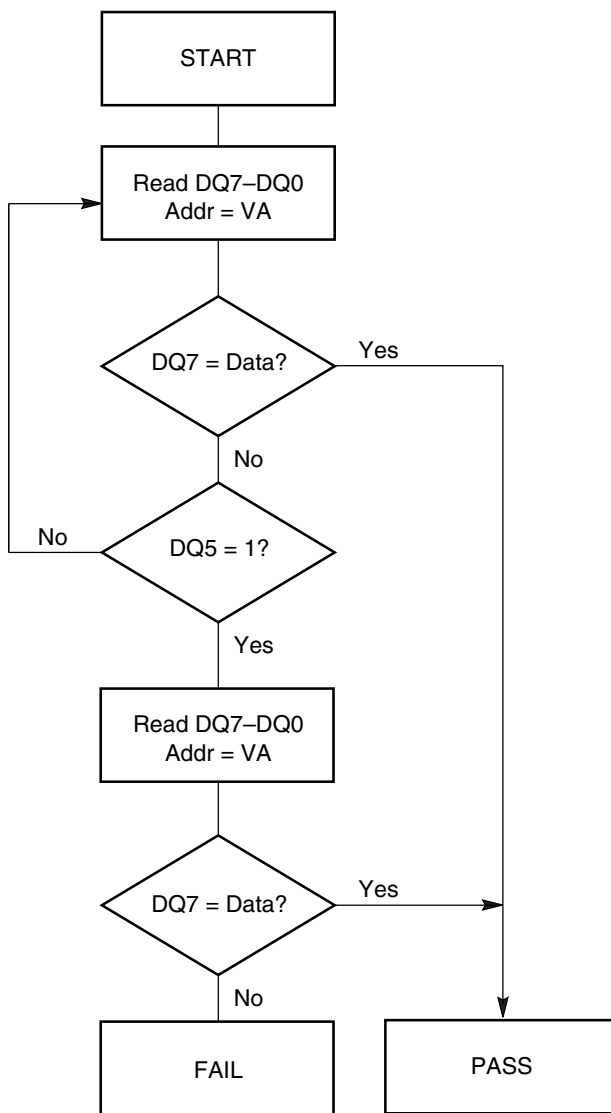 START
Read DQ7–DQ0
Addr = VA
DQ7 = Data?
Yes
No
DQ5 = 1?
No
Yes
Read DQ7–DQ0
Addr = VA
DQ7 = Data?
Yes
No
FAIL
PASS